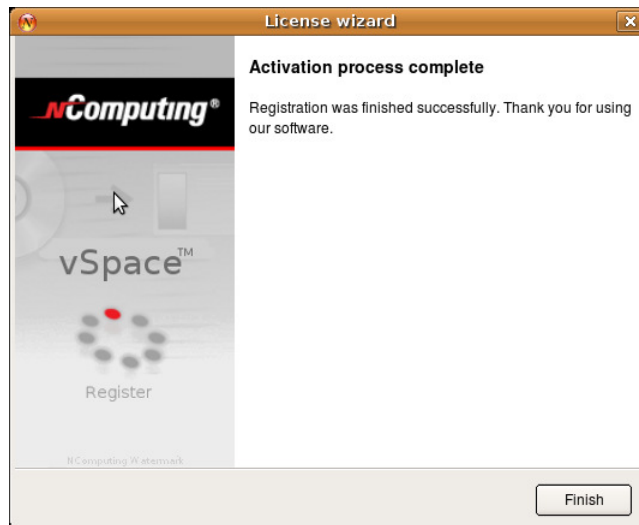 License wizard
NComputing®
vSpace™
Register
NComputing Watermark
Activation process complete
Registration was finished successfully. Thank you for using
our software.
Finish